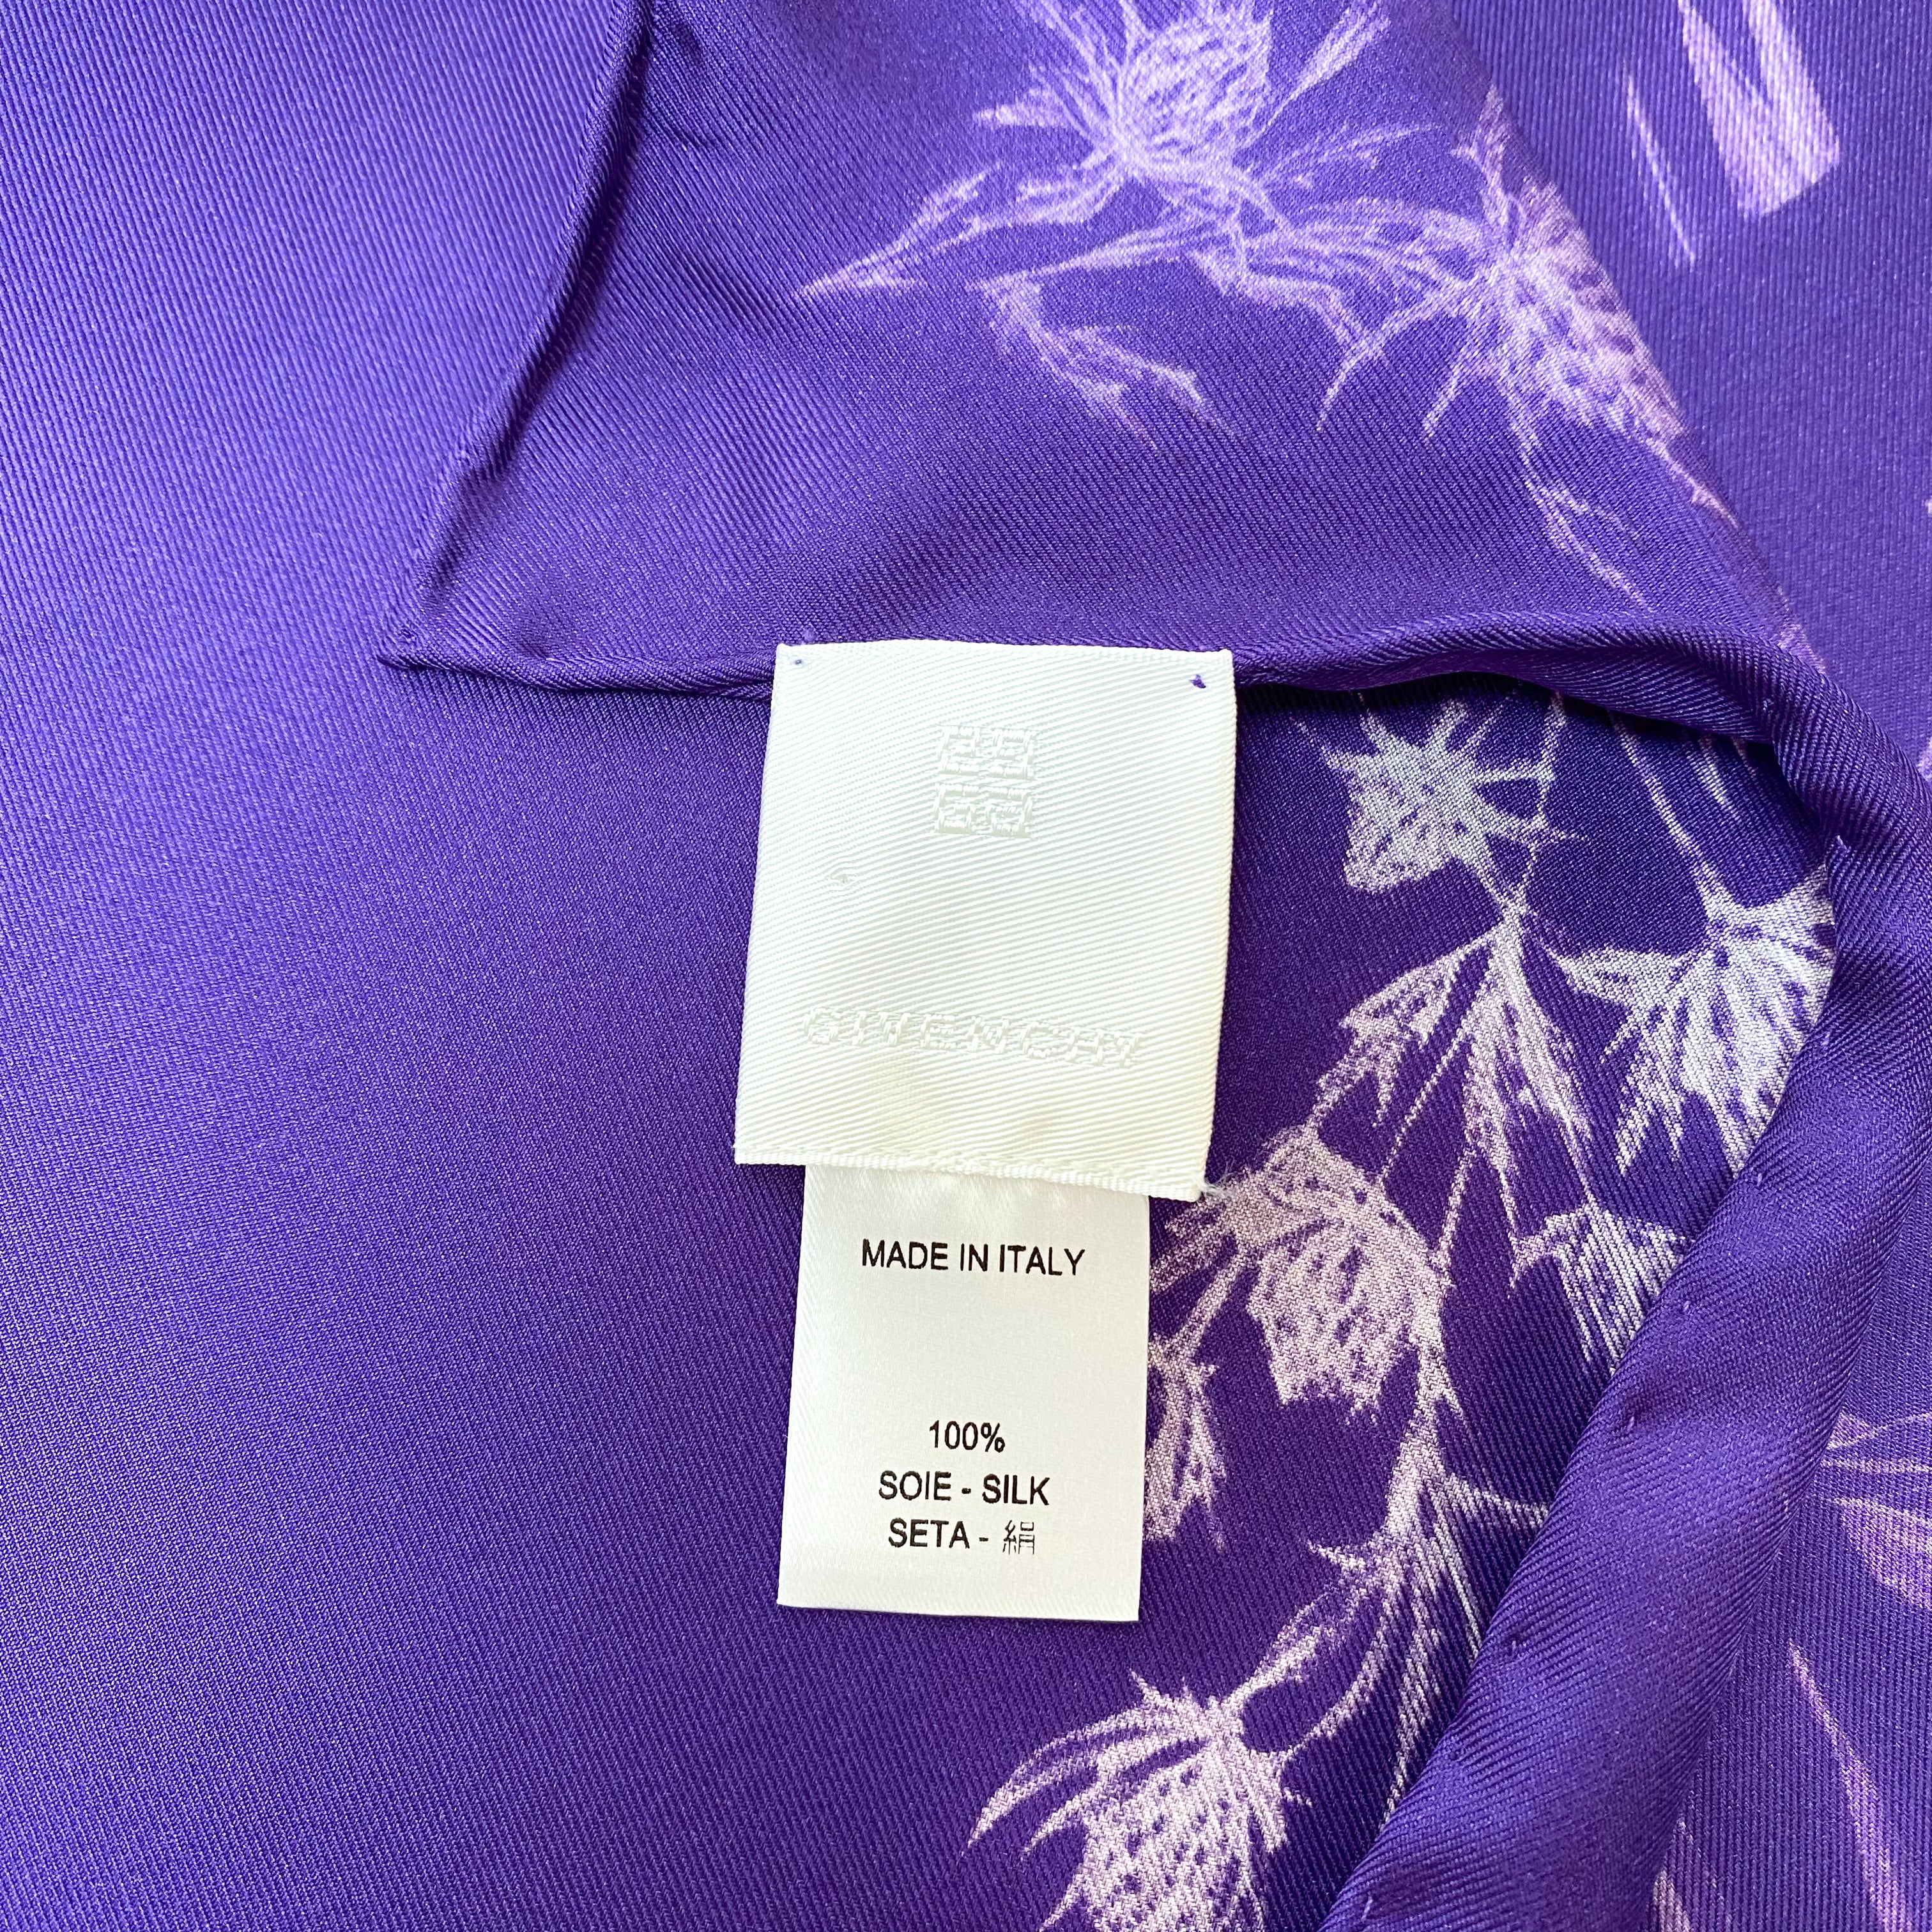 GIVENCHY
MADE IN ITALY
100%
SOIE - SILK
SETA - 絹